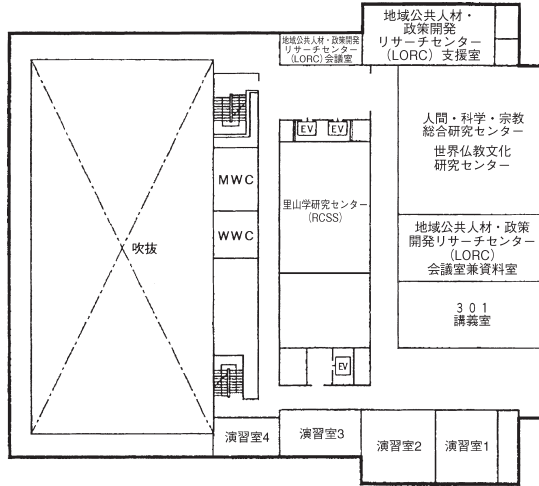 地域公共人材・
政策開発
リサーチセンター
(LORC)支援室
地域公共人材・政策開発
リサーチセンター
(LORC)会議室
人間・科学・宗教
総合研究センター
世界仏教文化
研究センター
EV
EV
MWC
里山学研究センター
(RCSS)
WWC
吹抜
地域公共人材・政策
開発リサーチセンター
(LORC)
会議室兼資料室
301
講義室
EV
演習室4
演習室3
演習室2
演習室1